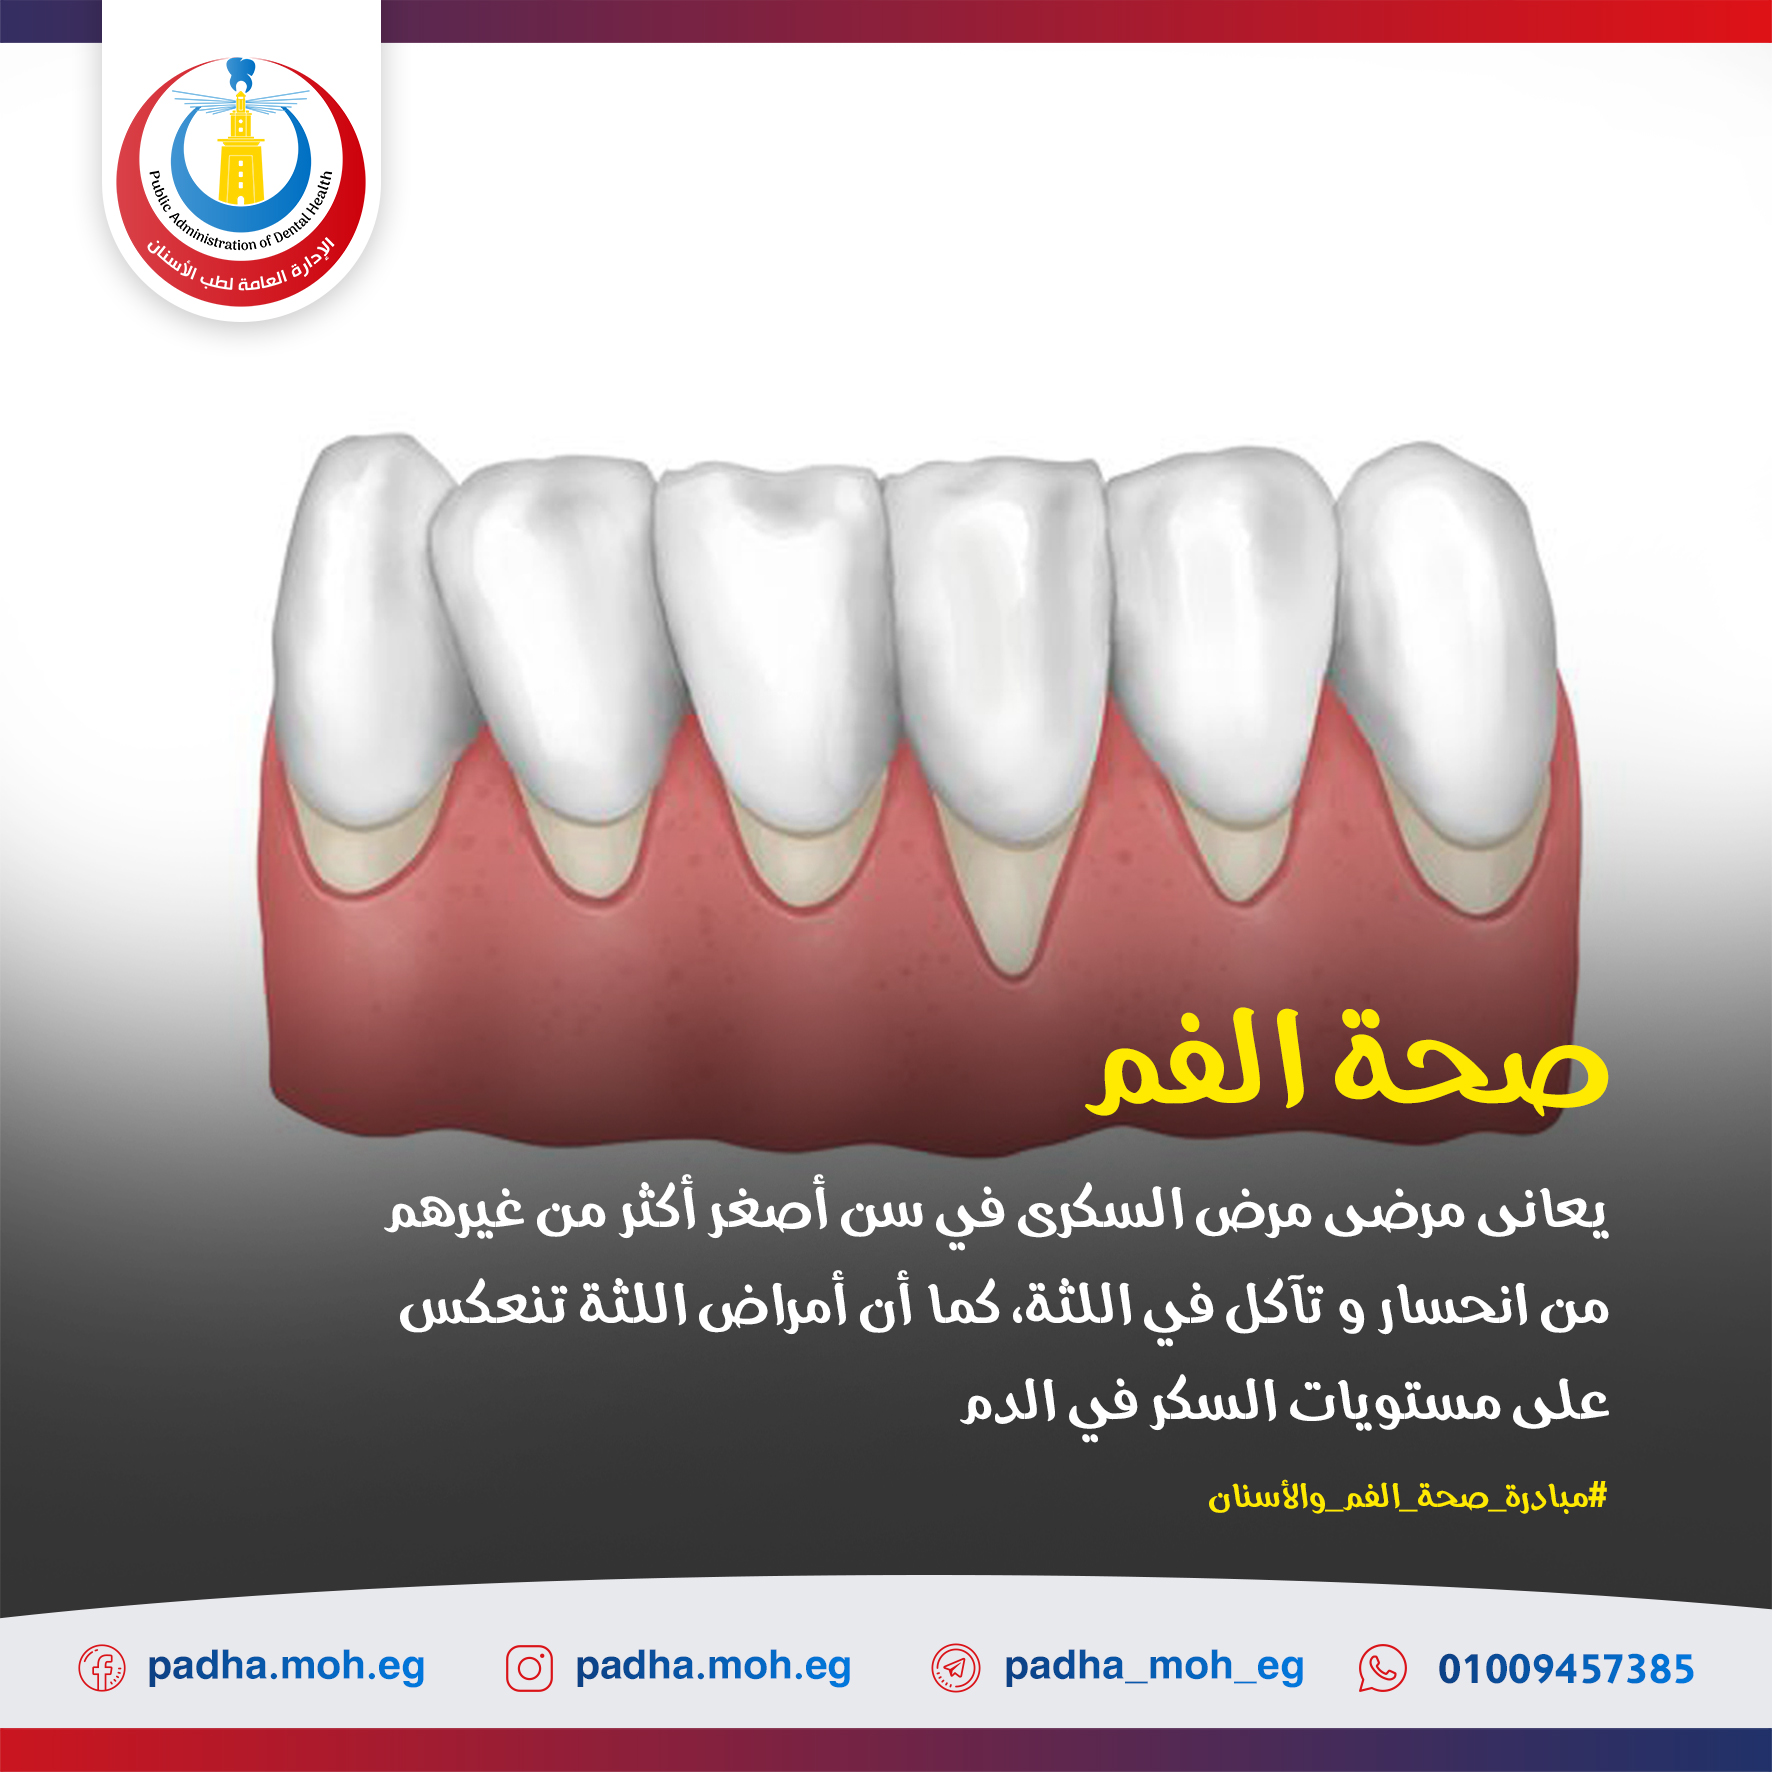 Public Administration of Dental Health
الإدارة العامة لطب الأسنان
صحة الفم
يعانى مرضى مرض السكرى في سن أصغر أكثر من غيرهم
من انحسار و تآكل في اللثة، كما أن أمراض اللثة تنعكس
على مستويات السكر في الدم
#مبادرة_صحة_الفم_والأسنان
padha.moh.eg padha.moh.eg padha_moh_eg 01009457385